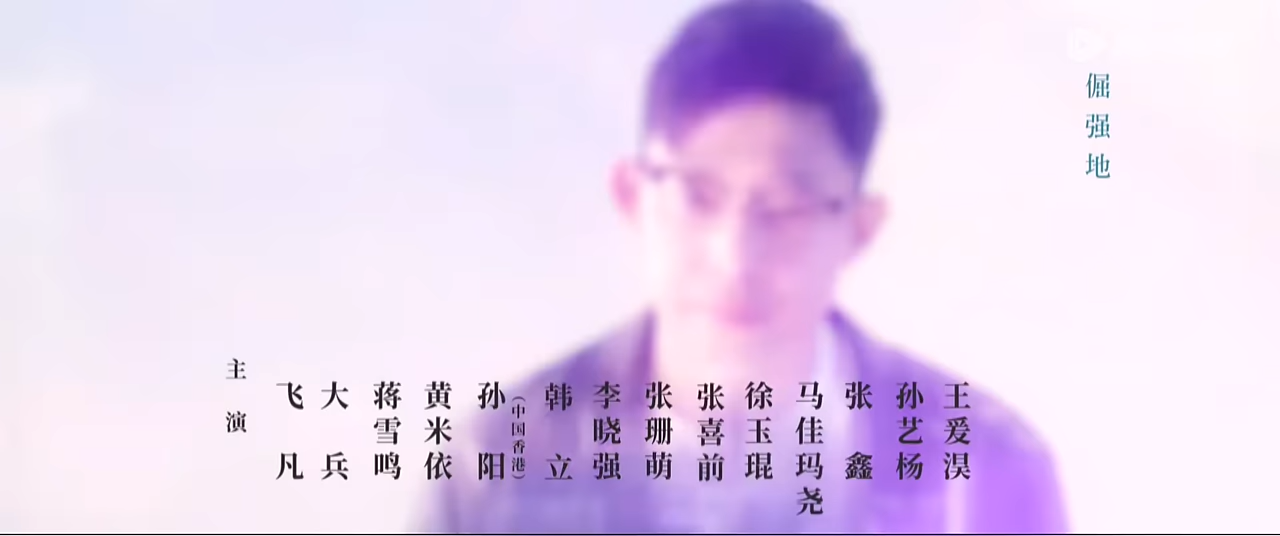 倔强地
主演
飞凡
大兵
蒋雪鸣
黄米依
孙阳
(中国香港)
韩立
李晓强
张珊萌
张喜前
徐玉琨
马佳玛尧
张鑫
孙艺杨
王爱淏